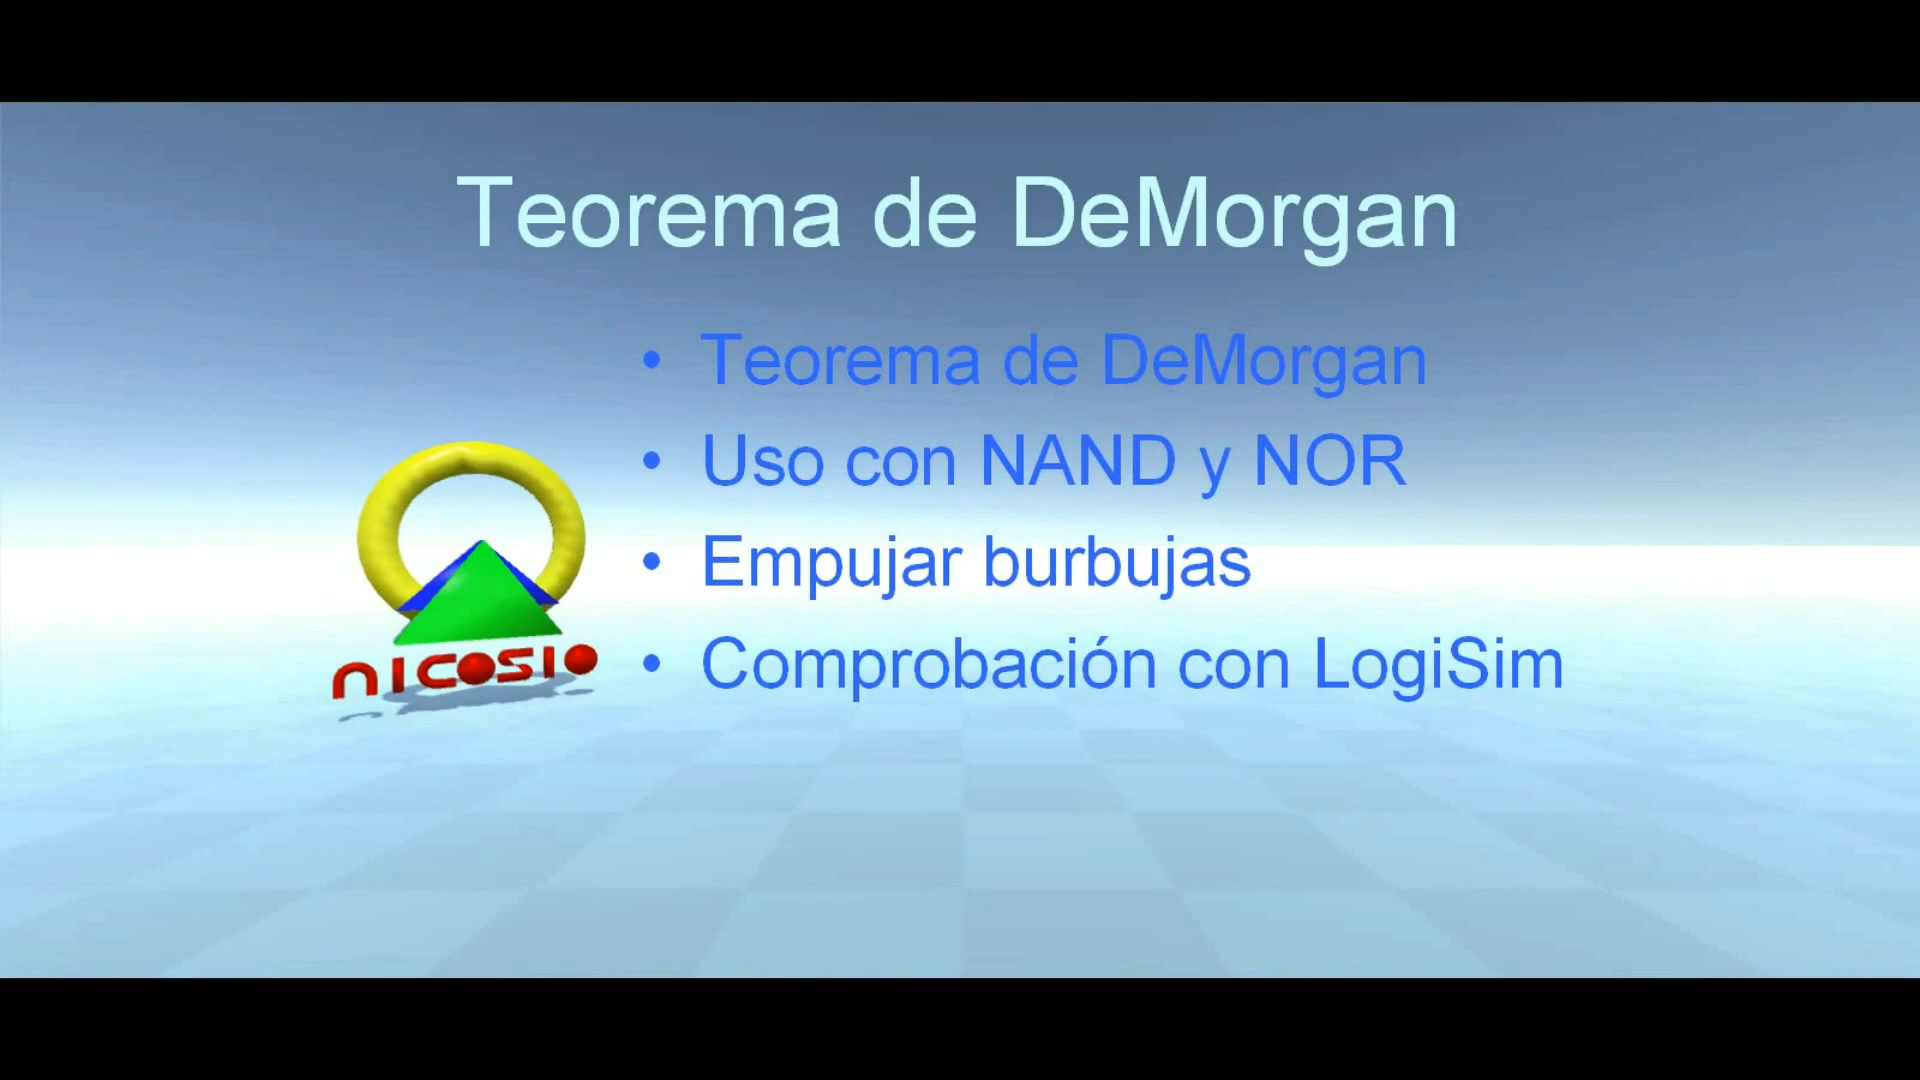 Teorema de DeMorgan
• Teorema de DeMorgan
• Uso con NAND y NOR
• Empujar burbujas
• Comprobación con LogiSim
nicosio